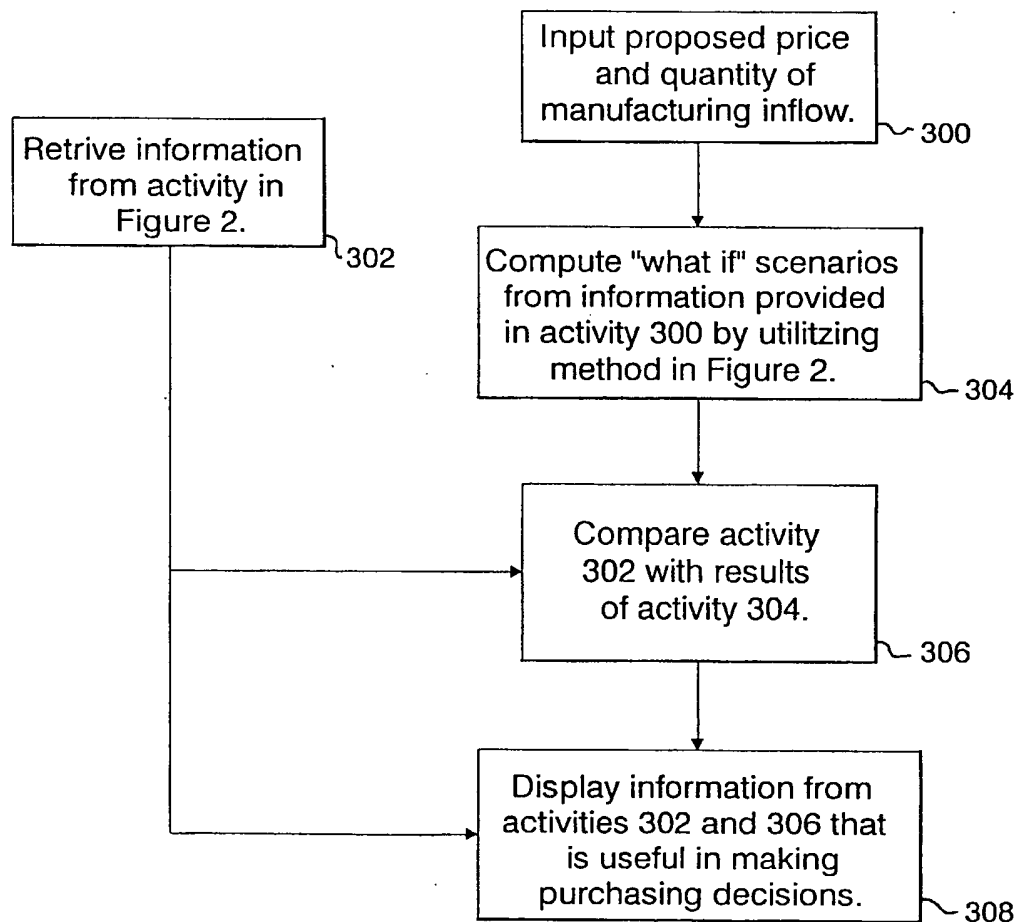 Input proposed price
and quantity of
manufacturing inflow.
300
Retrive information
from activity in
Figure 2.
302
Compute "what if" scenarios
from information provided
in activity 300 by utilitzing
method in Figure 2.
304
Compare activity
302 with results
of activity 304.
306
Display information from
activities 302 and 306 that
is useful in making
purchasing decisions.
308